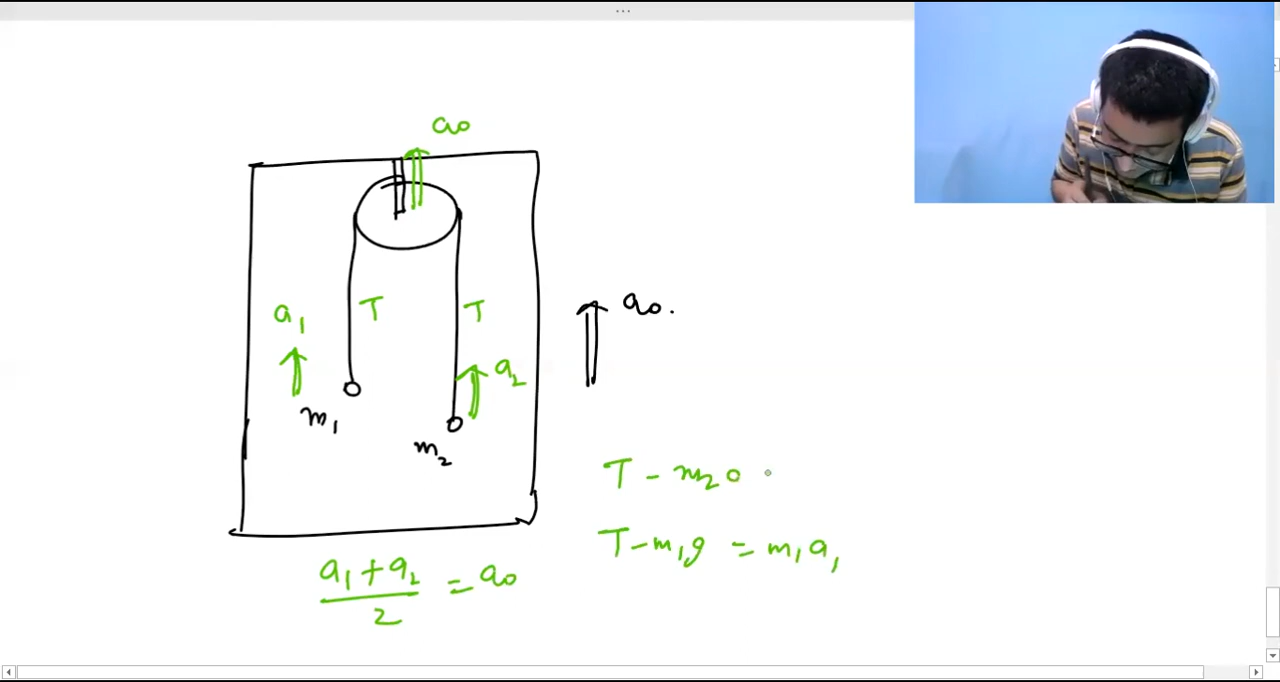 a₀
a₁ T T
a₀.
a₂
m₁
m₂
T - m₂ o
T - m₁g = m₁a₁
(a₁ + a₂)/2 = a₀